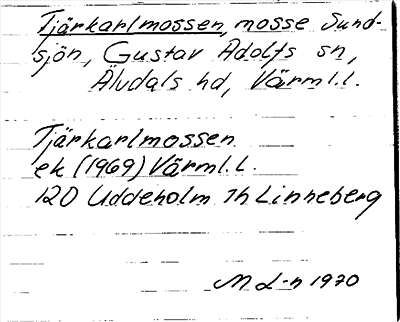 Tjärkarlmossen, mosse Sund-
sjön, Gustav Adolfs sn,
Älvdals hd, Värml.l.
Tjärkarlmossen
ek (1969) Värml.l.
120 Uddeholm 7h Linneberg
M L-n 1970